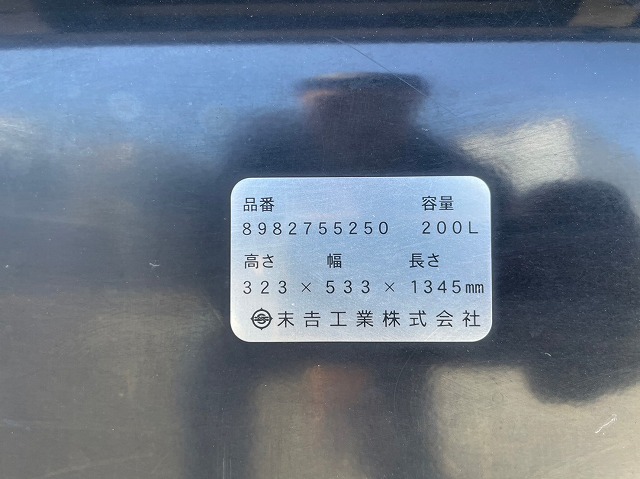 品番 容量
8982755250 200L
高さ 幅 長さ
323 × 533 × 1345mm
末吉工業株式会社